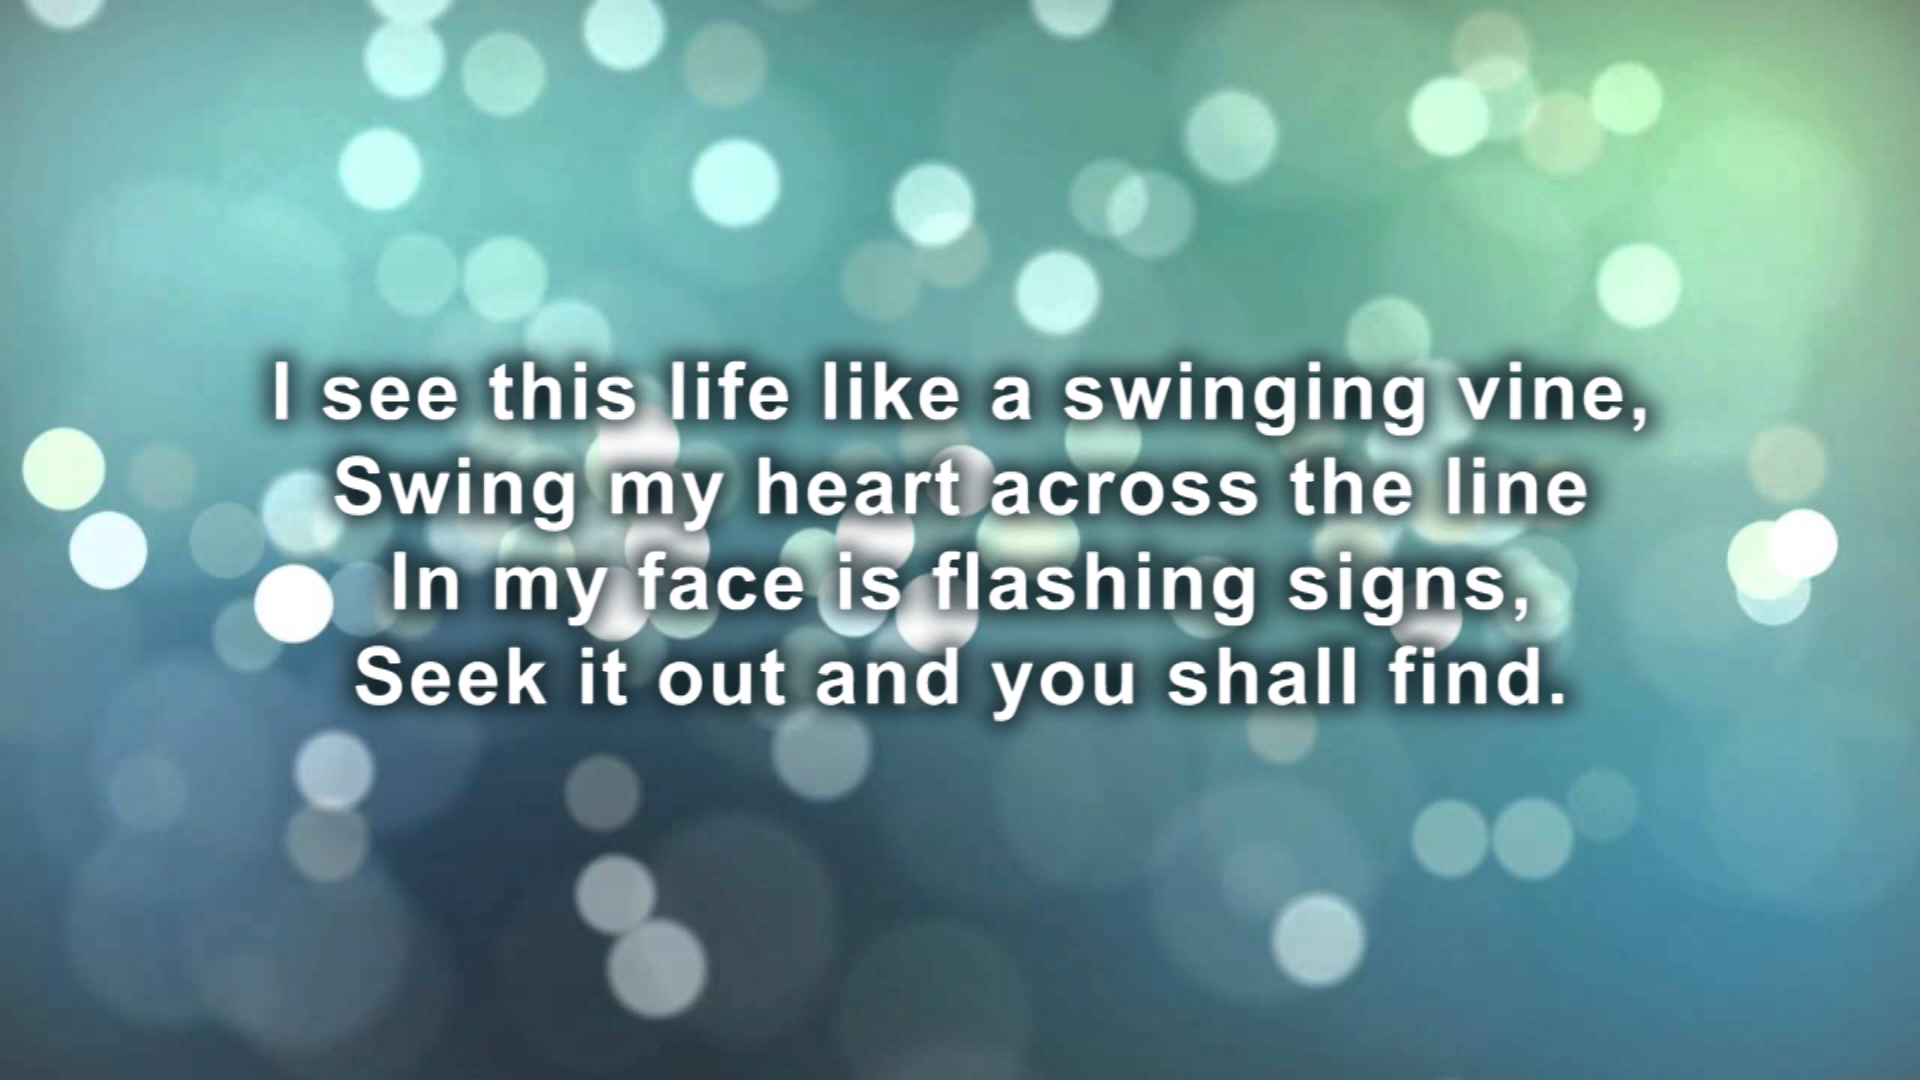 I see this life like a swinging vine,
Swing my heart across the line
In my face is flashing signs,
Seek it out and you shall find.